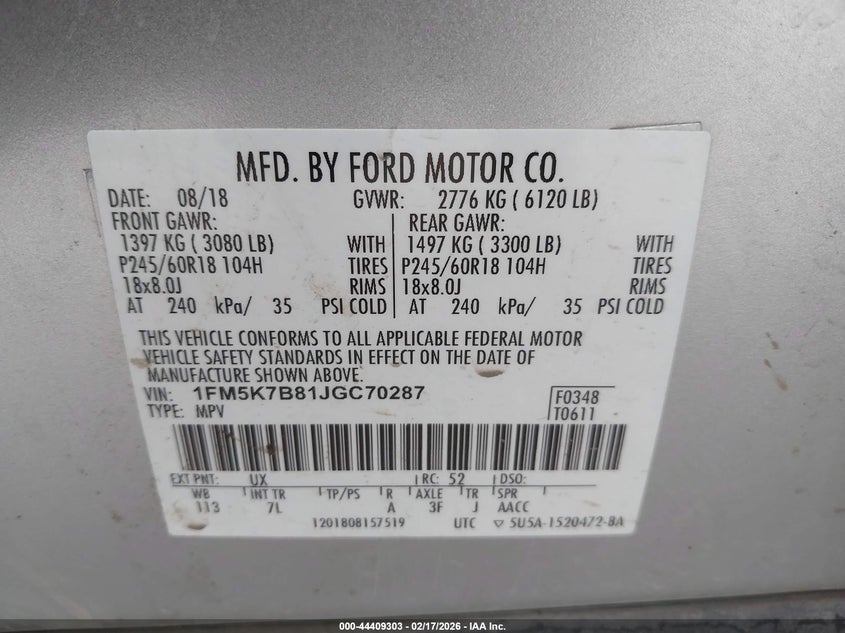 MFD. BY FORD MOTOR CO.
DATE: 08/18 GVWR: 2776 KG ( 6120 LB)
FRONT GAWR: REAR GAWR:
1397 KG ( 3080 LB) WITH 1497 KG ( 3300 LB) WITH
P245/60R18 104H TIRES P245/60R18 104H TIRES
18x8.0J RIMS 18x8.0J RIMS
AT 240 kPa/ 35 PSI COLD AT 240 kPa/ 35 PSI COLD
THIS VEHICLE CONFORMS TO ALL APPLICABLE FEDERAL MOTOR
VEHICLE SAFETY STANDARDS IN EFFECT ON THE DATE OF
MANUFACTURE SHOWN ABOVE.
VIN: 1FM5K7B81JGC70287 F0348
TYPE: MPV T0611
EXT PNT: UX RC: 52 DSO:
WB INT TR TP/PS R AXLE TR SPR
113 7L A 3F J AACC
1201808157519 UTC ▽ 5U5A-1520472-BA
000-44409303 — 02/17/2026 — IAA Inc.